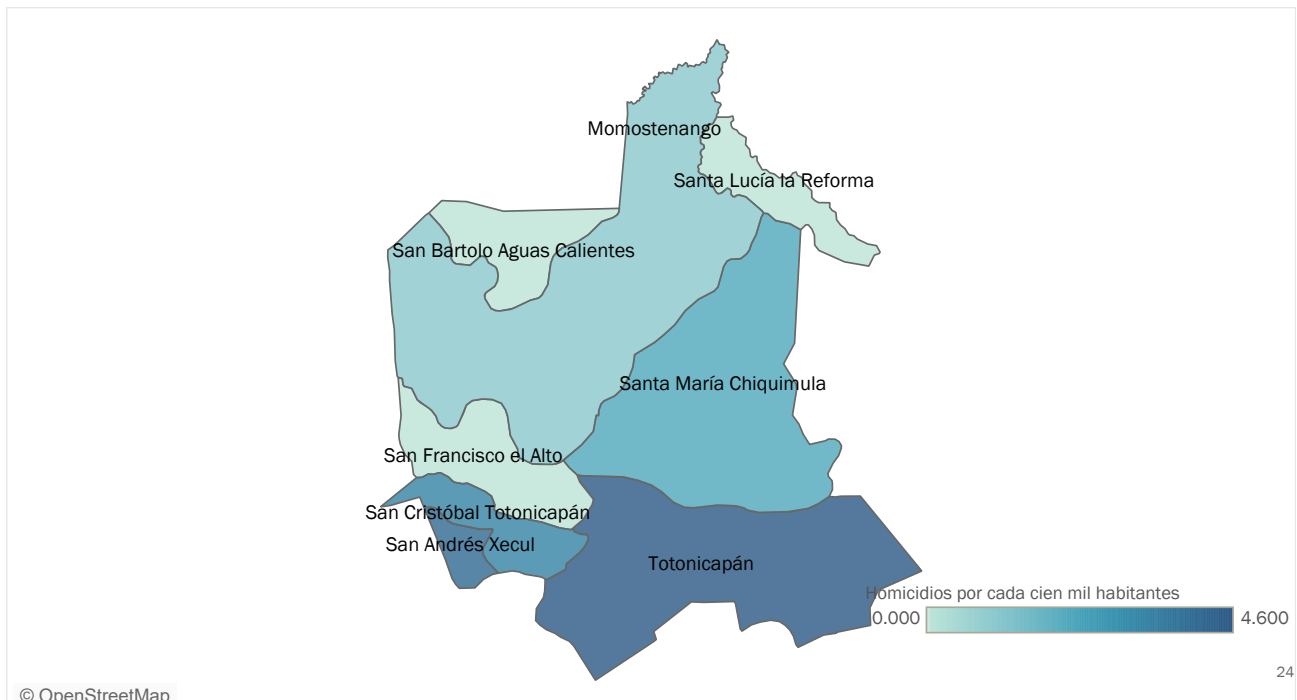 Momostenango
Santa Lucía la Reforma
San Bartolo Aguas Calientes
Santa María Chiquimula
San Francisco el Alto
San Cristóbal Totonicapán
San Andrés Xecul
Totonicapán
Homicidios por cada cien mil habitantes
0.000
4.600
24
© OpenStreetMap